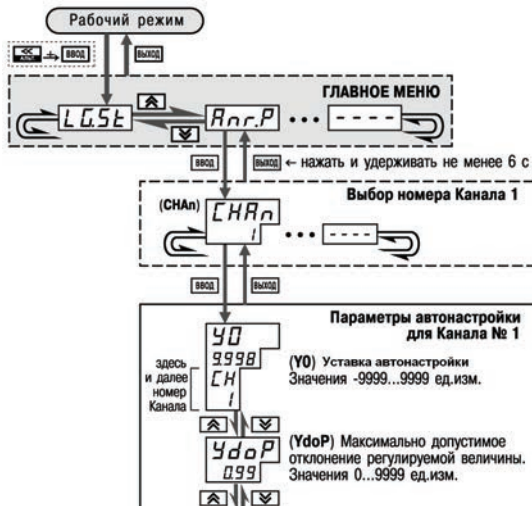 Рабочий режим
≪ АЛЬТ. + ВВОД ВЫХОД
ГЛАВНОЕ МЕНЮ
LG.St Anr.P ••• ----
ВВОД ВЫХОД ← нажать и удерживать не менее 6 с
Выбор номера Канала 1
(CHAn) CHAn
1 ••• ----
ВВОД ВЫХОД
Параметры автонастройки
для Канала № 1
Y0
9.998
(Y0) Уставка автонастройки
Значения -9999...9999 ед.изм.
здесь
и далее
номер
Канала
CH
1
YdoP
0.99
(YdoP) Максимально допустимое
отклонение регулируемой величины.
Значения 0...9999 ед.изм.